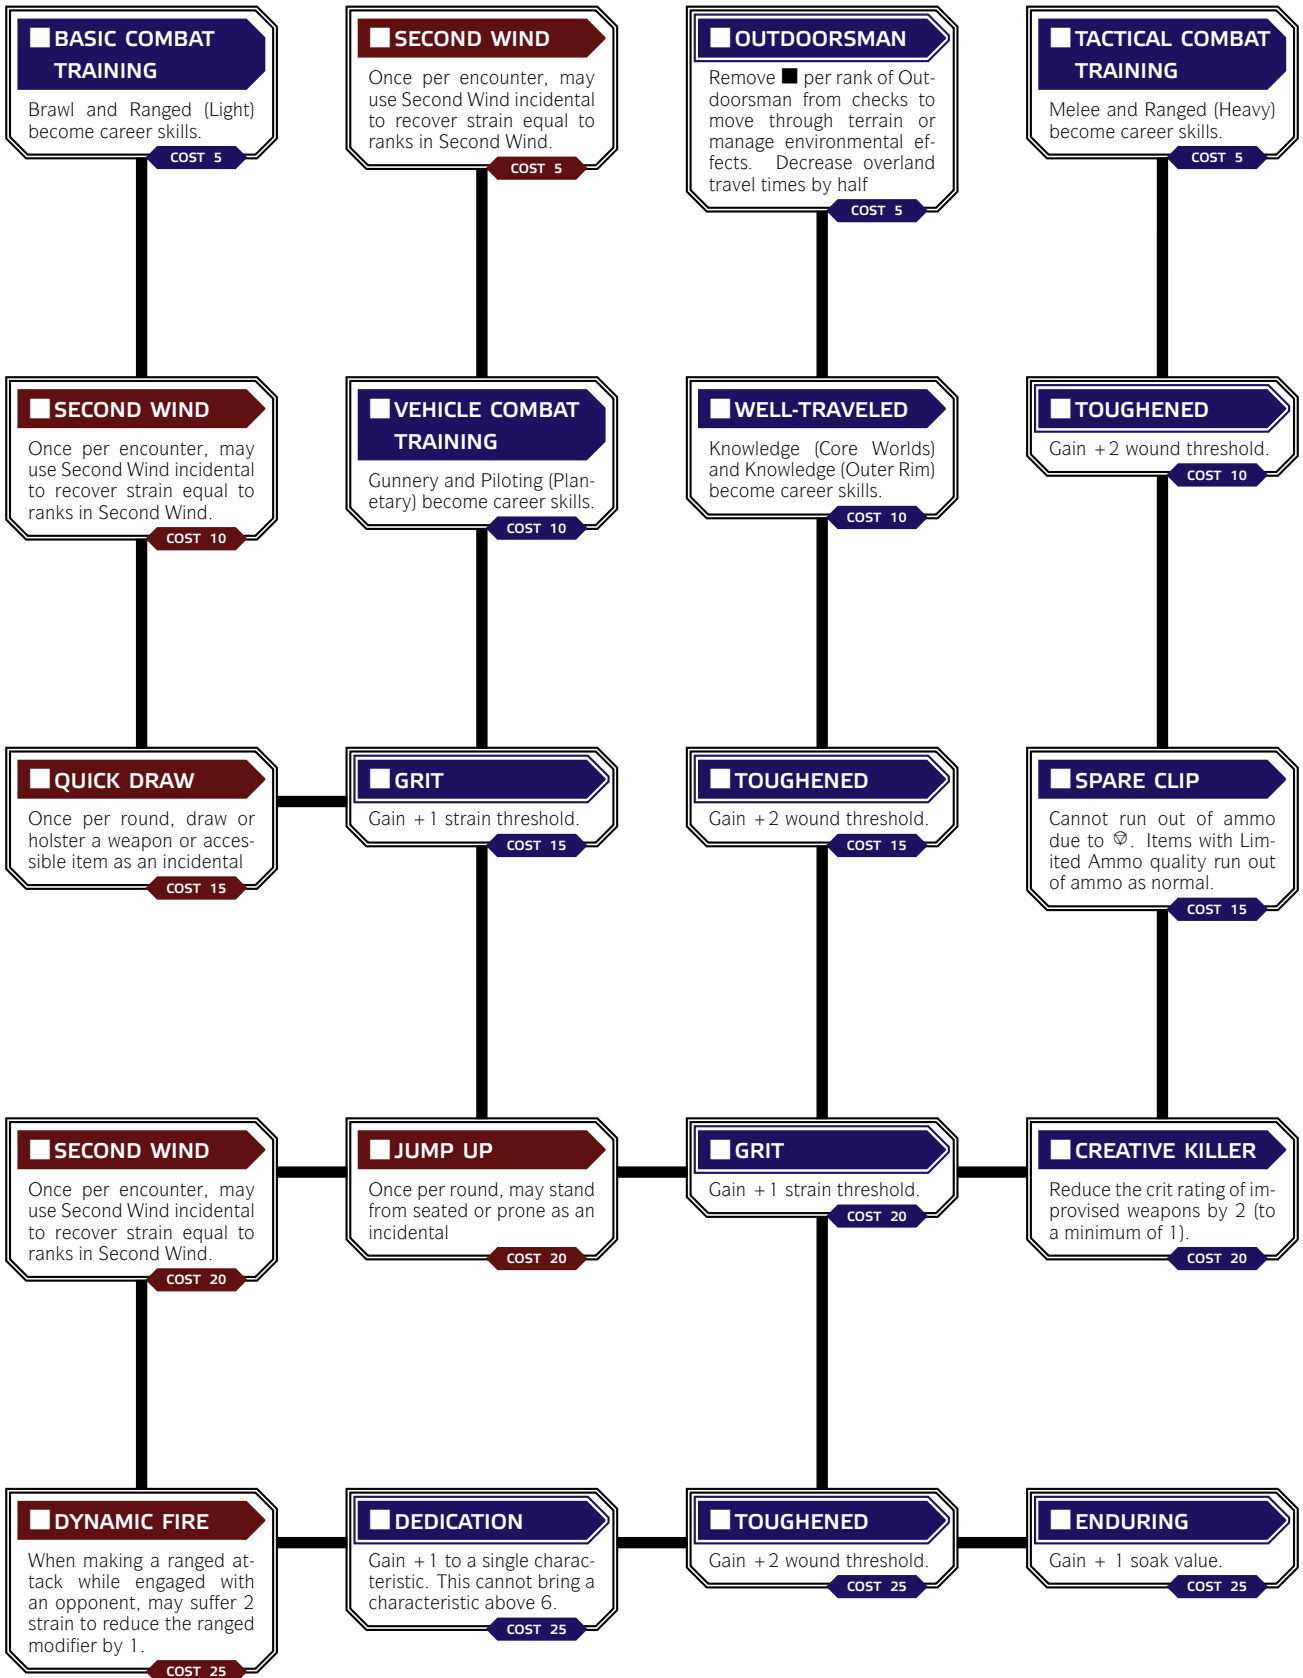 BASIC COMBAT
TRAINING
Brawl and Ranged (Light)
become career skills.
COST 5
SECOND WIND
Once per encounter, may
use Second Wind incidental
to recover strain equal to
ranks in Second Wind.
COST 5
OUTDOORSMAN
Remove ■ per rank of Out-
doorsman from checks to
move through terrain or
manage environmental ef-
fects. Decrease overland
travel times by half
COST 5
TACTICAL COMBAT
TRAINING
Melee and Ranged (Heavy)
become career skills.
COST 5
SECOND WIND
Once per encounter, may
use Second Wind incidental
to recover strain equal to
ranks in Second Wind.
COST 10
VEHICLE COMBAT
TRAINING
Gunnery and Piloting (Plan-
etary) become career skills.
COST 10
WELL-TRAVELED
Knowledge (Core Worlds)
and Knowledge (Outer Rim)
become career skills.
COST 10
TOUGHENED
Gain +2 wound threshold.
COST 10
QUICK DRAW
Once per round, draw or
holster a weapon or acces-
sible item as an incidental
COST 15
GRIT
Gain +1 strain threshold.
COST 15
TOUGHENED
Gain +2 wound threshold.
COST 15
SPARE CLIP
Cannot run out of ammo
due to . Items with Lim-
ited Ammo quality run out
of ammo as normal.
COST 15
SECOND WIND
Once per encounter, may
use Second Wind incidental
to recover strain equal to
ranks in Second Wind.
COST 20
JUMP UP
Once per round, may stand
from seated or prone as an
incidental
COST 20
GRIT
Gain +1 strain threshold.
COST 20
CREATIVE KILLER
Reduce the crit rating of im-
provised weapons by 2 (to
a minimum of 1).
COST 20
DYNAMIC FIRE
When making a ranged at-
tack while engaged with
an opponent, may suffer 2
strain to reduce the ranged
modifier by 1.
COST 25
DEDICATION
Gain +1 to a single charac-
teristic. This cannot bring a
characteristic above 6.
COST 25
TOUGHENED
Gain +2 wound threshold.
COST 25
ENDURING
Gain + 1 soak value.
COST 25